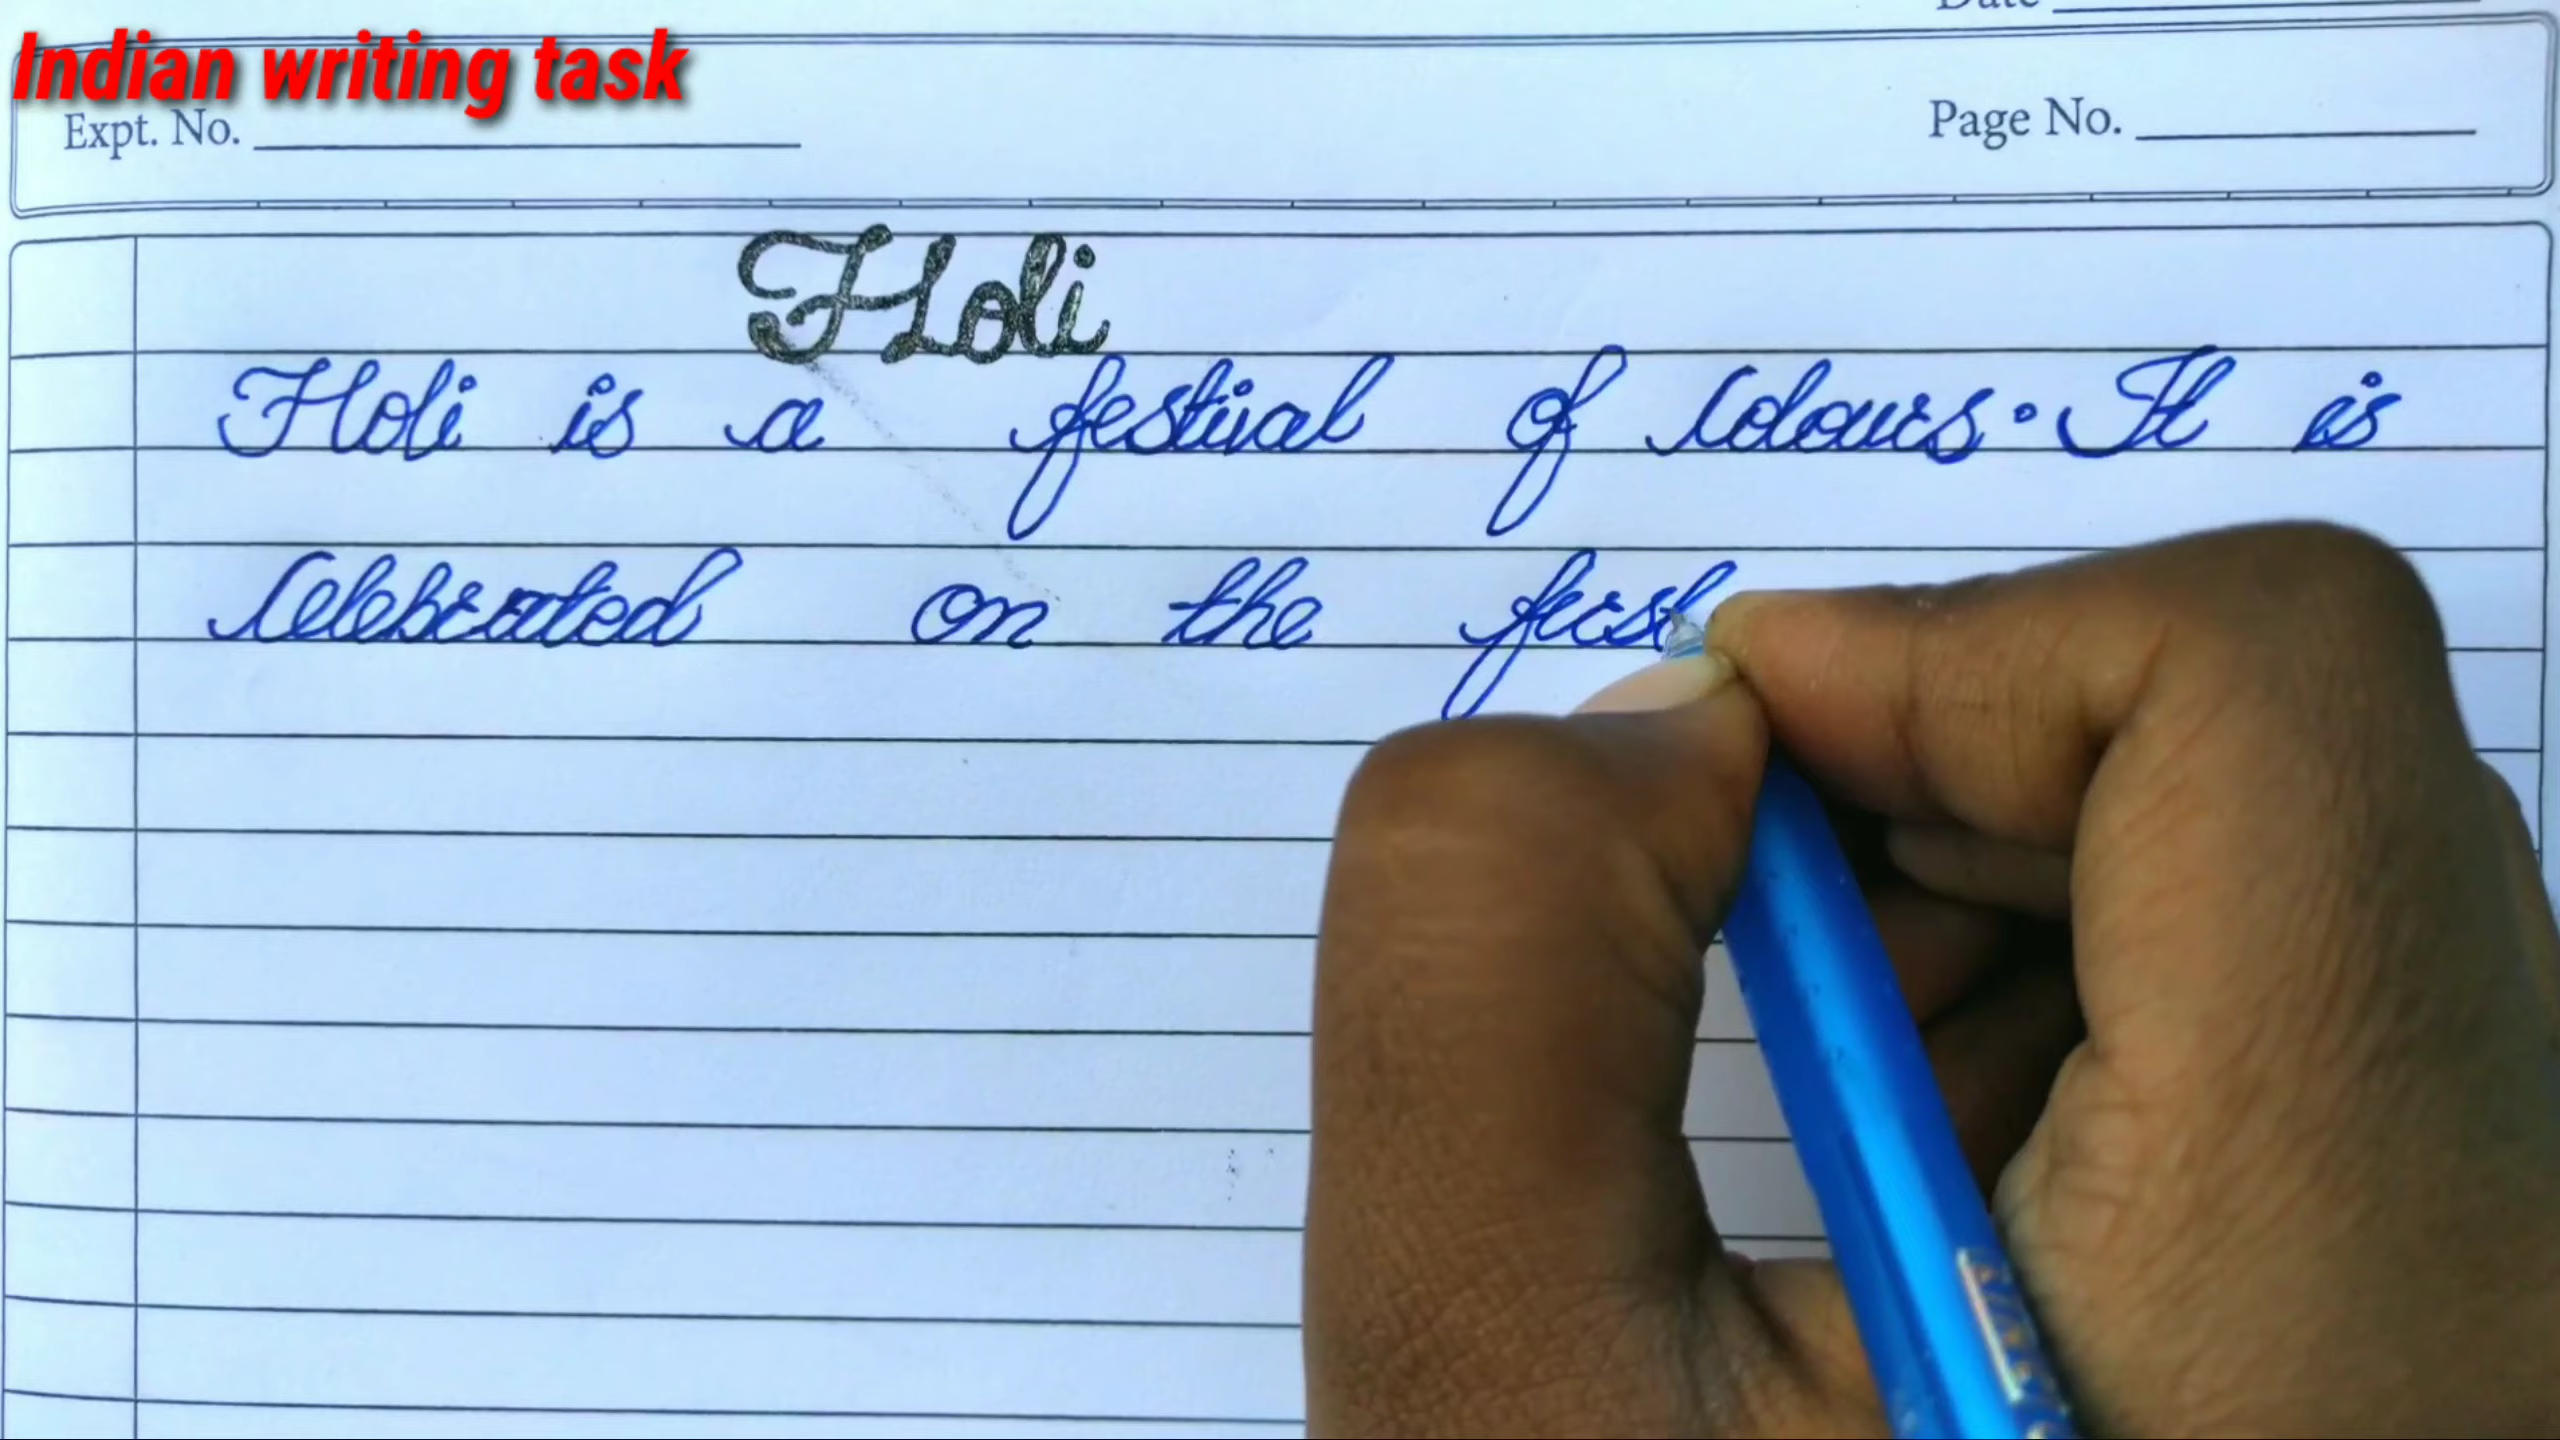 Date
Indian writing task
Expt. No.
Page No.
Holi
Holi is a festival of Colours. It is
Celebrated on the first